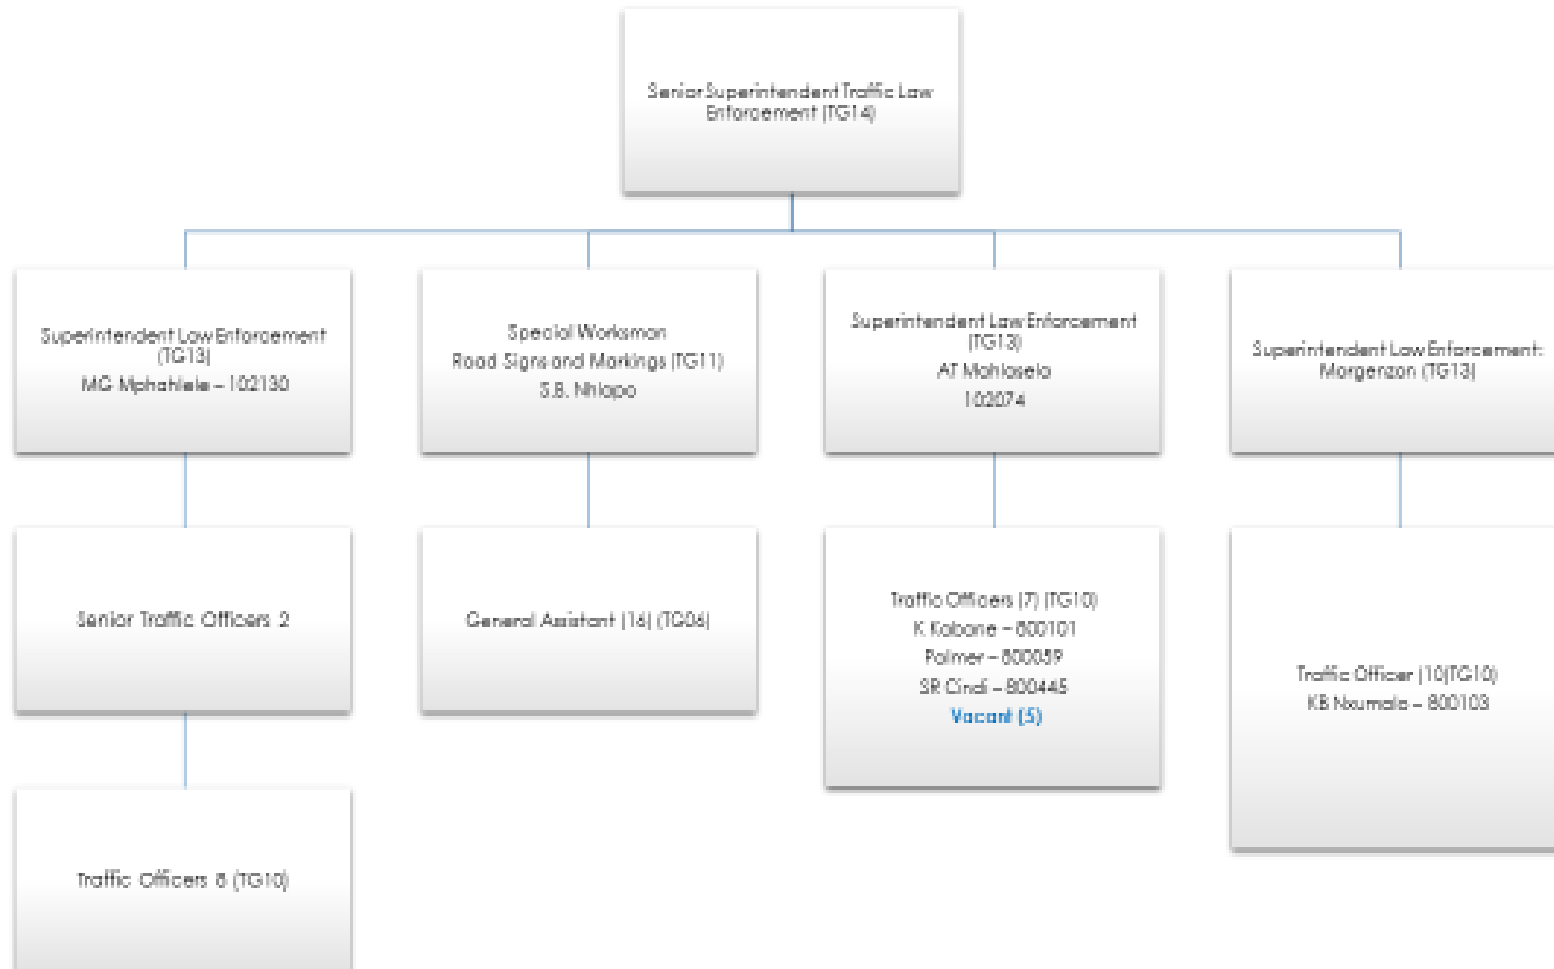 Senior Superintendent Traffic Law
Enforcement (TG14)
Superintendent Law Enforcement
(TG13)
MG Mphahlele – 102130
Special Worksman
Road Signs and Markings (TG11)
S.B. Nhlapo
Superintendent Law Enforcement
(TG13)
AT Mahlasela
102074
Superintendent Law Enforcement:
Morgenzon (TG13)
Senior Traffic Officers 2
General Assistant (16) (TG06)
Traffic Officers (7) (TG10)
K Kabane – 800101
Palmer – 800059
SR Cindi – 800445
Vacant (5)
Traffic Officer (10(TG10)
KB Nxumalo – 800103
Traffic Officers 8 (TG10)